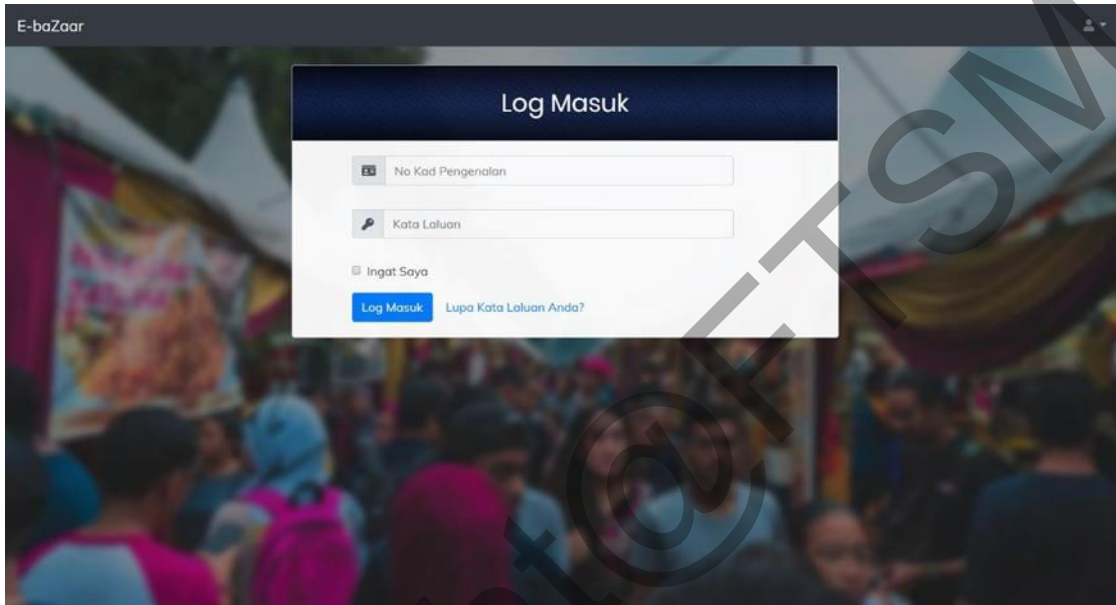 E-baZaar
Log Masuk
No Kad Pengenalan
Kata Laluan
Ingat Saya
Log Masuk Lupa Kata Laluan Anda?